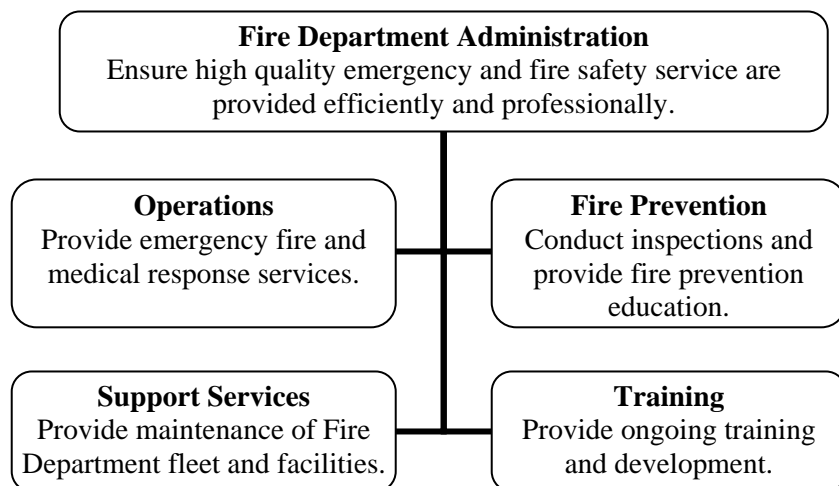 Fire Department Administration
Ensure high quality emergency and fire safety service are
provided efficiently and professionally.
Operations
Provide emergency fire and
medical response services.
Fire Prevention
Conduct inspections and
provide fire prevention
education.
Support Services
Provide maintenance of Fire
Department fleet and facilities.
Training
Provide ongoing training
and development.